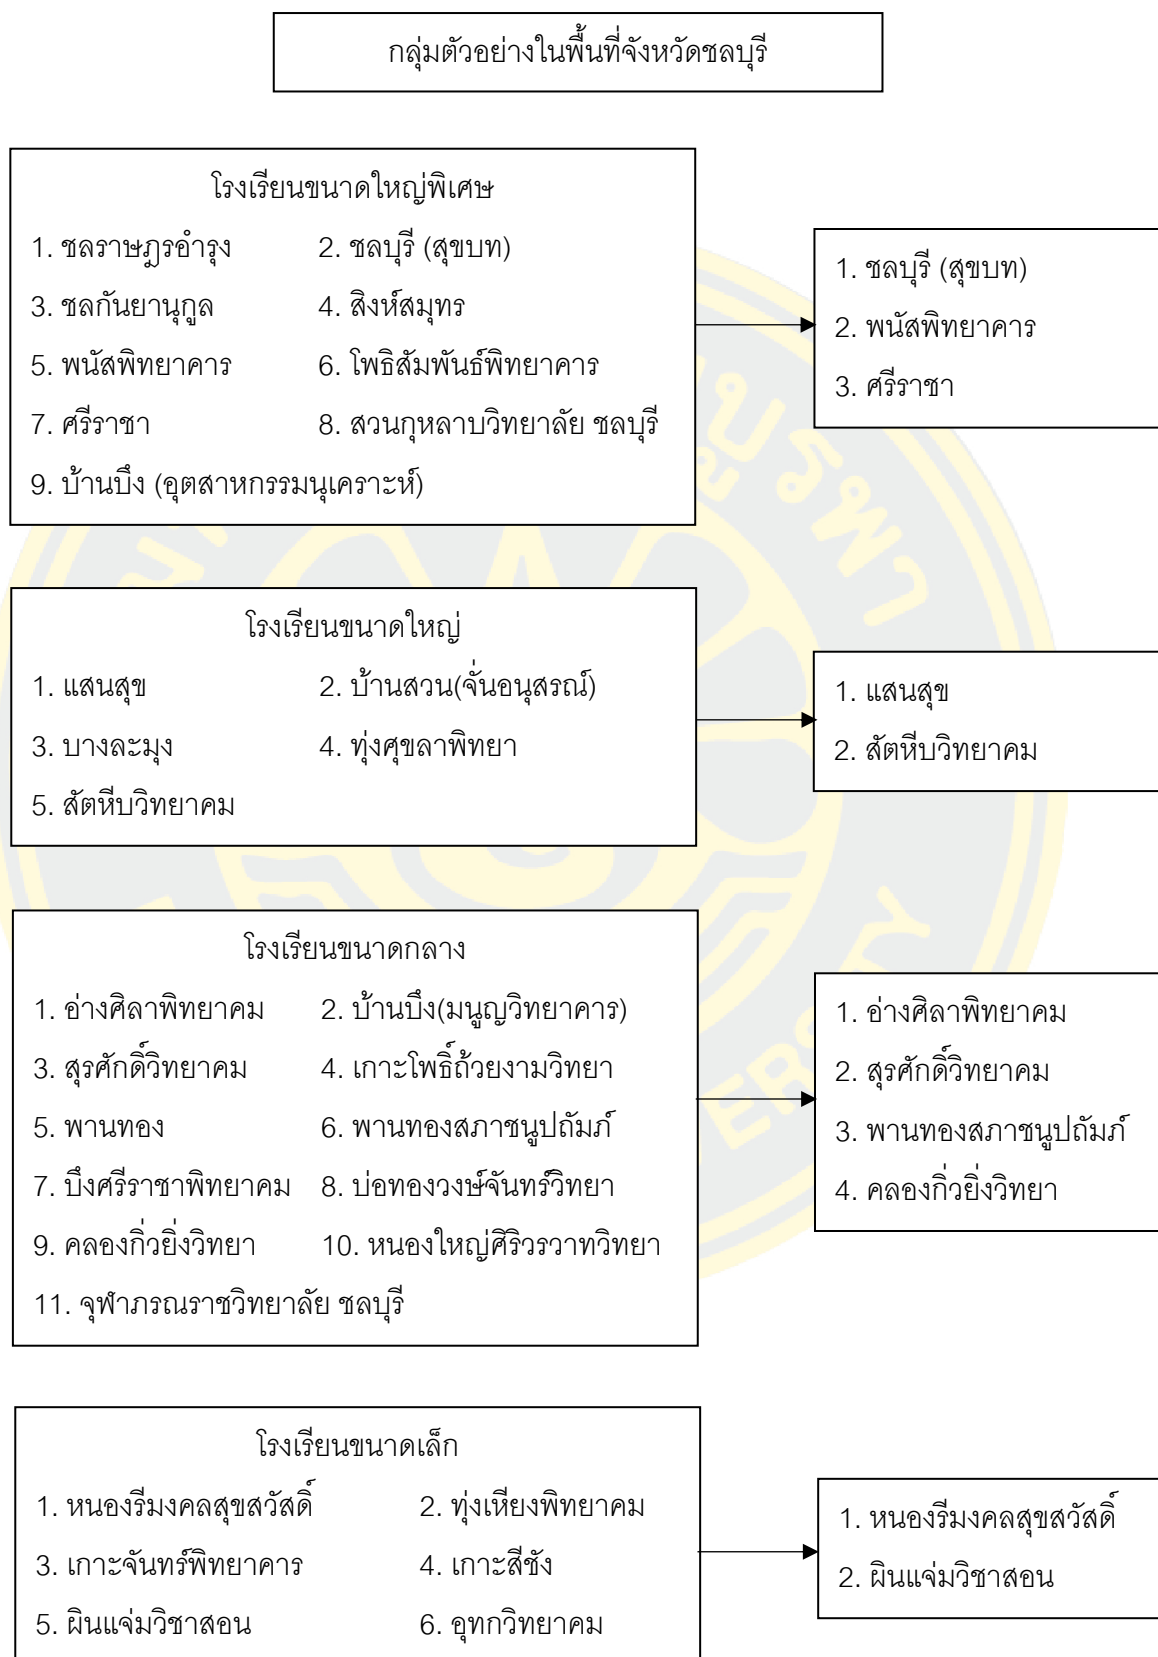 กลุ่มตัวอย่างในพื้นที่จังหวัดชลบุรี
โรงเรียนขนาดใหญ่พิเศษ
1. ชลราษฎรอำรุง 2. ชลบุรี (สุขบท)
3. ชลกันยานุกูล 4. สิงห์สมุทร
5. พนัสพิทยาคาร 6. โพธิสัมพันธ์พิทยาคาร
7. ศรีราชา 8. สวนกุหลาบวิทยาลัย ชลบุรี
9. บ้านบึง (อุตสาหกรรมนุเคราะห์)
1. ชลบุรี (สุขบท)
2. พนัสพิทยาคาร
3. ศรีราชา
โรงเรียนขนาดใหญ่
1. แสนสุข 2. บ้านสวน(จั่นอนุสรณ์)
3. บางละมุง 4. ทุ่งศุขลาพิทยา
5. สัตหีบวิทยาคม
1. แสนสุข
2. สัตหีบวิทยาคม
โรงเรียนขนาดกลาง
1. อ่างศิลาพิทยาคม 2. บ้านบึง(มนูญวิทยาคาร)
3. สุรศักดิ์วิทยาคม 4. เกาะโพธิ์ถ้วยงามวิทยา
5. พานทอง 6. พานทองสภาชนูปถัมภ์
7. บึงศรีราชาพิทยาคม 8. บ่อทองวงษ์จันทร์วิทยา
9. คลองกิ่วยิ่งวิทยา 10. หนองใหญ่ศิริวรวาทวิทยา
11. จุฬาภรณราชวิทยาลัย ชลบุรี
1. อ่างศิลาพิทยาคม
2. สุรศักดิ์วิทยาคม
3. พานทองสภาชนูปถัมภ์
4. คลองกิ่วยิ่งวิทยา
โรงเรียนขนาดเล็ก
1. หนองรีมงคลสุขสวัสดิ์ 2. ทุ่งเหียงพิทยาคม
3. เกาะจันทร์พิทยาคาร 4. เกาะสีชัง
5. ผินแจ่มวิชาสอน 6. อุทกวิทยาคม
1. หนองรีมงคลสุขสวัสดิ์
2. ผินแจ่มวิชาสอน